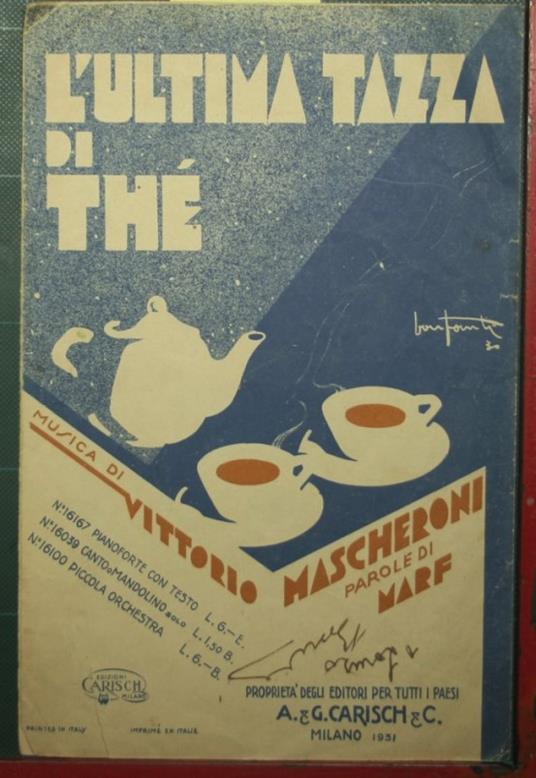 L'ULTIMA TAZZA
DI
THÉ
30
MUSICA DI
VITTORIO MASCHERONI
PAROLE DI
MARF
N.º 16167 PIANOFORTE CON TESTO L. 6,- E.
N.º 16039 CANTO O MANDOLINO SOLO L. 1,50 B.
N.º 16100 PICCOLA ORCHESTRA L. 6,- B.
EDIZIONI
CARISCH
MILANO
PROPRIETA' DEGLI EDITORI PER TUTTI I PAESI
A. & G. CARISCH & C.
MILANO 1931
PRINTED IN ITALY
IMPRIMÉ EN ITALIE